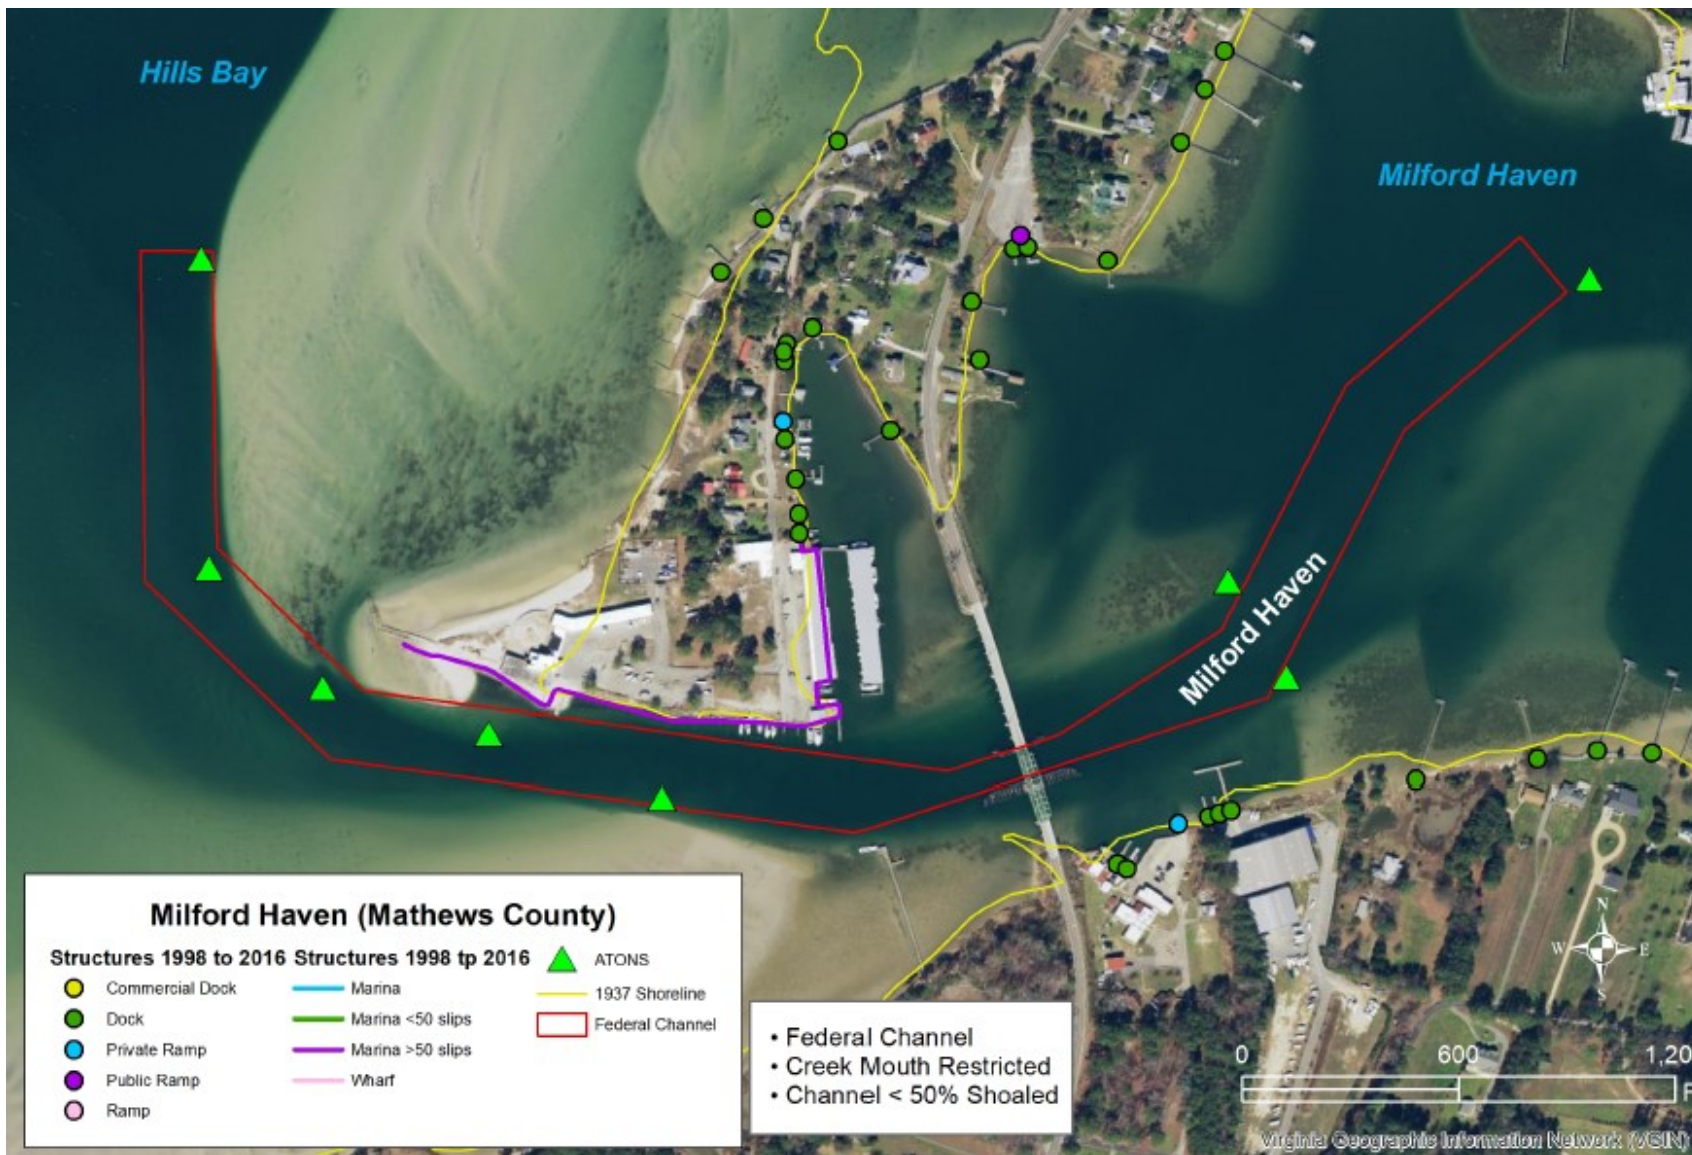 Hills Bay
Milford Haven
Milford Haven
Milford Haven (Mathews County)
Structures 1998 to 2016 Structures 1998 tp 2016
ATONS
Commercial Dock
Marina
1937 Shoreline
Dock
Marina <50 slips
Federal Channel
Private Ramp
Marina >50 slips
Public Ramp
Wharf
Ramp
• Federal Channel
• Creek Mouth Restricted
• Channel < 50% Shoaled
N
W E
S
0 600 1,20
F
Virginia Geographic Information Network (VGIN)